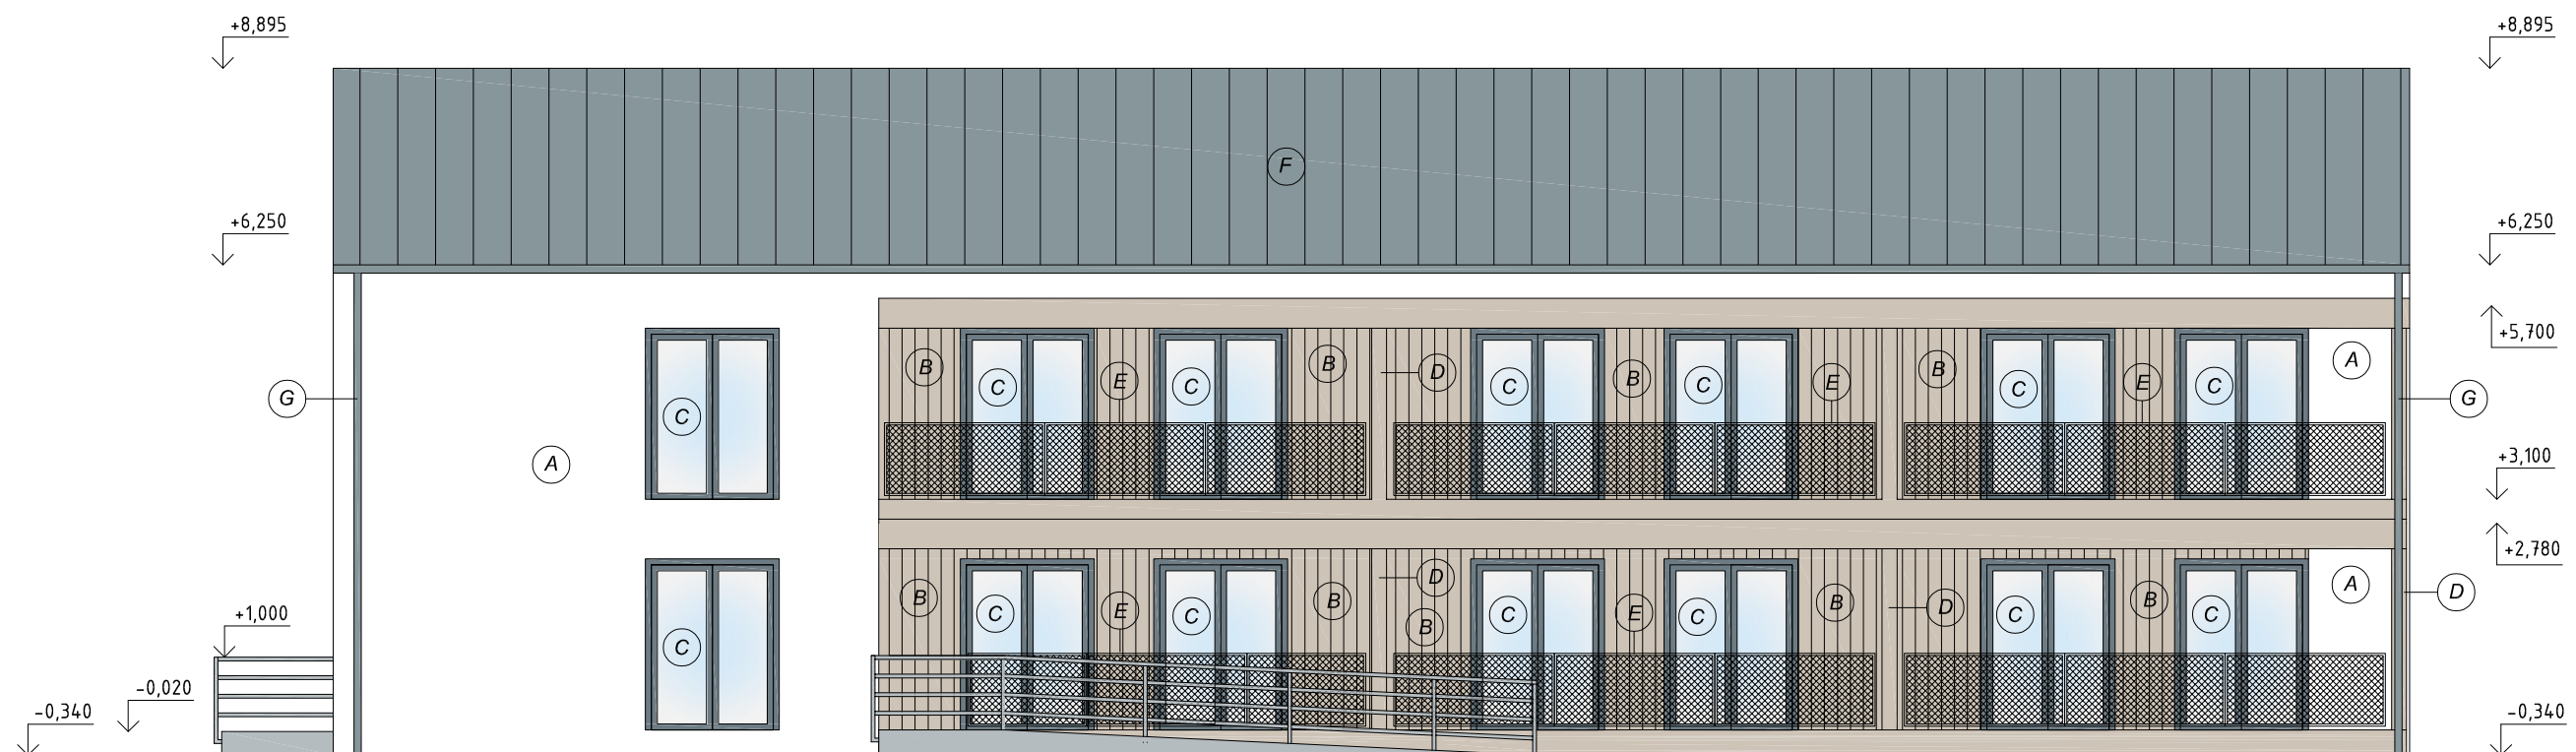 +8,895 +8,895
F
+6,250 +6,250
+5,700
B C E C B D C B C E B C E C A
G G
C
A
+3,100
+2,780
D
B C E C B D C E C B D C B C A D
B
+1,000
C
-0,020
-0,340 -0,340